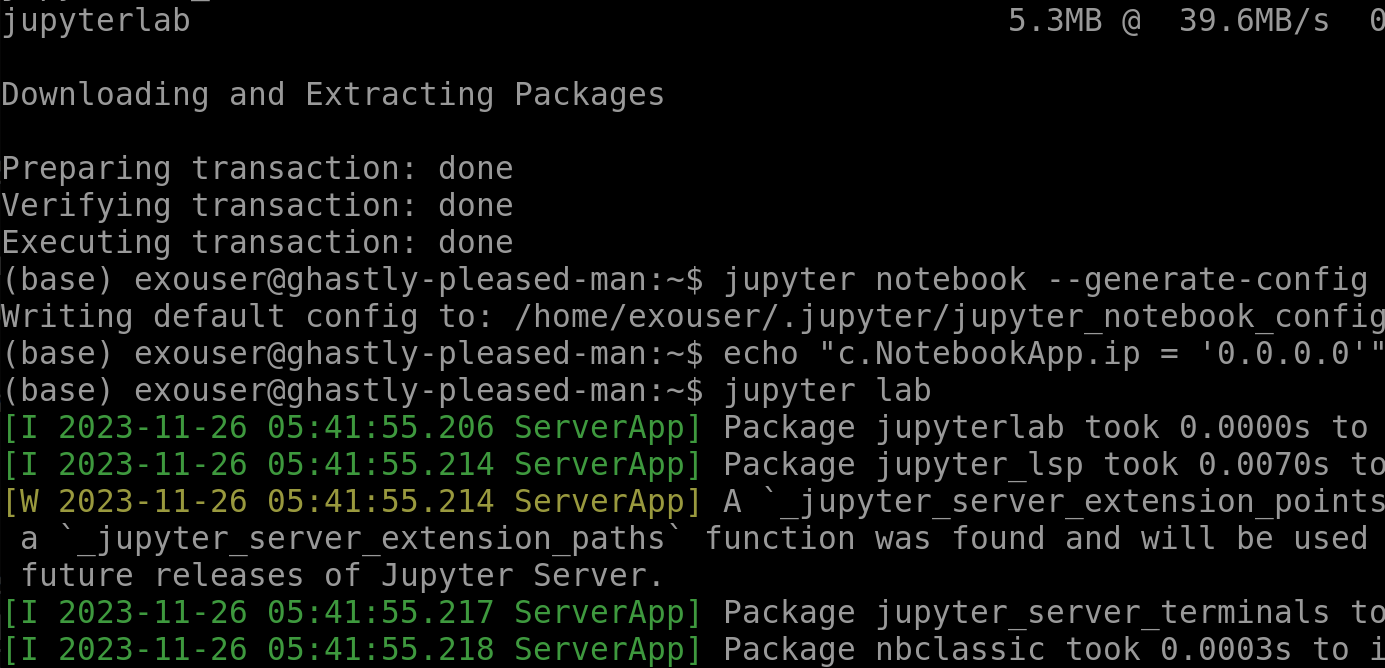 jupyterlab 5.3MB @ 39.6MB/s 0
Downloading and Extracting Packages
Preparing transaction: done
Verifying transaction: done
Executing transaction: done
(base) exouser@ghastly-pleased-man:~$ jupyter notebook --generate-config
Writing default config to: /home/exouser/.jupyter/jupyter_notebook_config
(base) exouser@ghastly-pleased-man:~$ echo "c.NotebookApp.ip = '0.0.0.0'"
(base) exouser@ghastly-pleased-man:~$ jupyter lab
[I 2023-11-26 05:41:55.206 ServerApp] Package jupyterlab took 0.0000s to
[I 2023-11-26 05:41:55.214 ServerApp] Package jupyter_lsp took 0.0070s to
[W 2023-11-26 05:41:55.214 ServerApp] A `_jupyter_server_extension_points
a `_jupyter_server_extension_paths` function was found and will be used
future releases of Jupyter Server.
[I 2023-11-26 05:41:55.217 ServerApp] Package jupyter_server_terminals to
[I 2023-11-26 05:41:55.218 ServerApp] Package nbclassic took 0.0003s to i